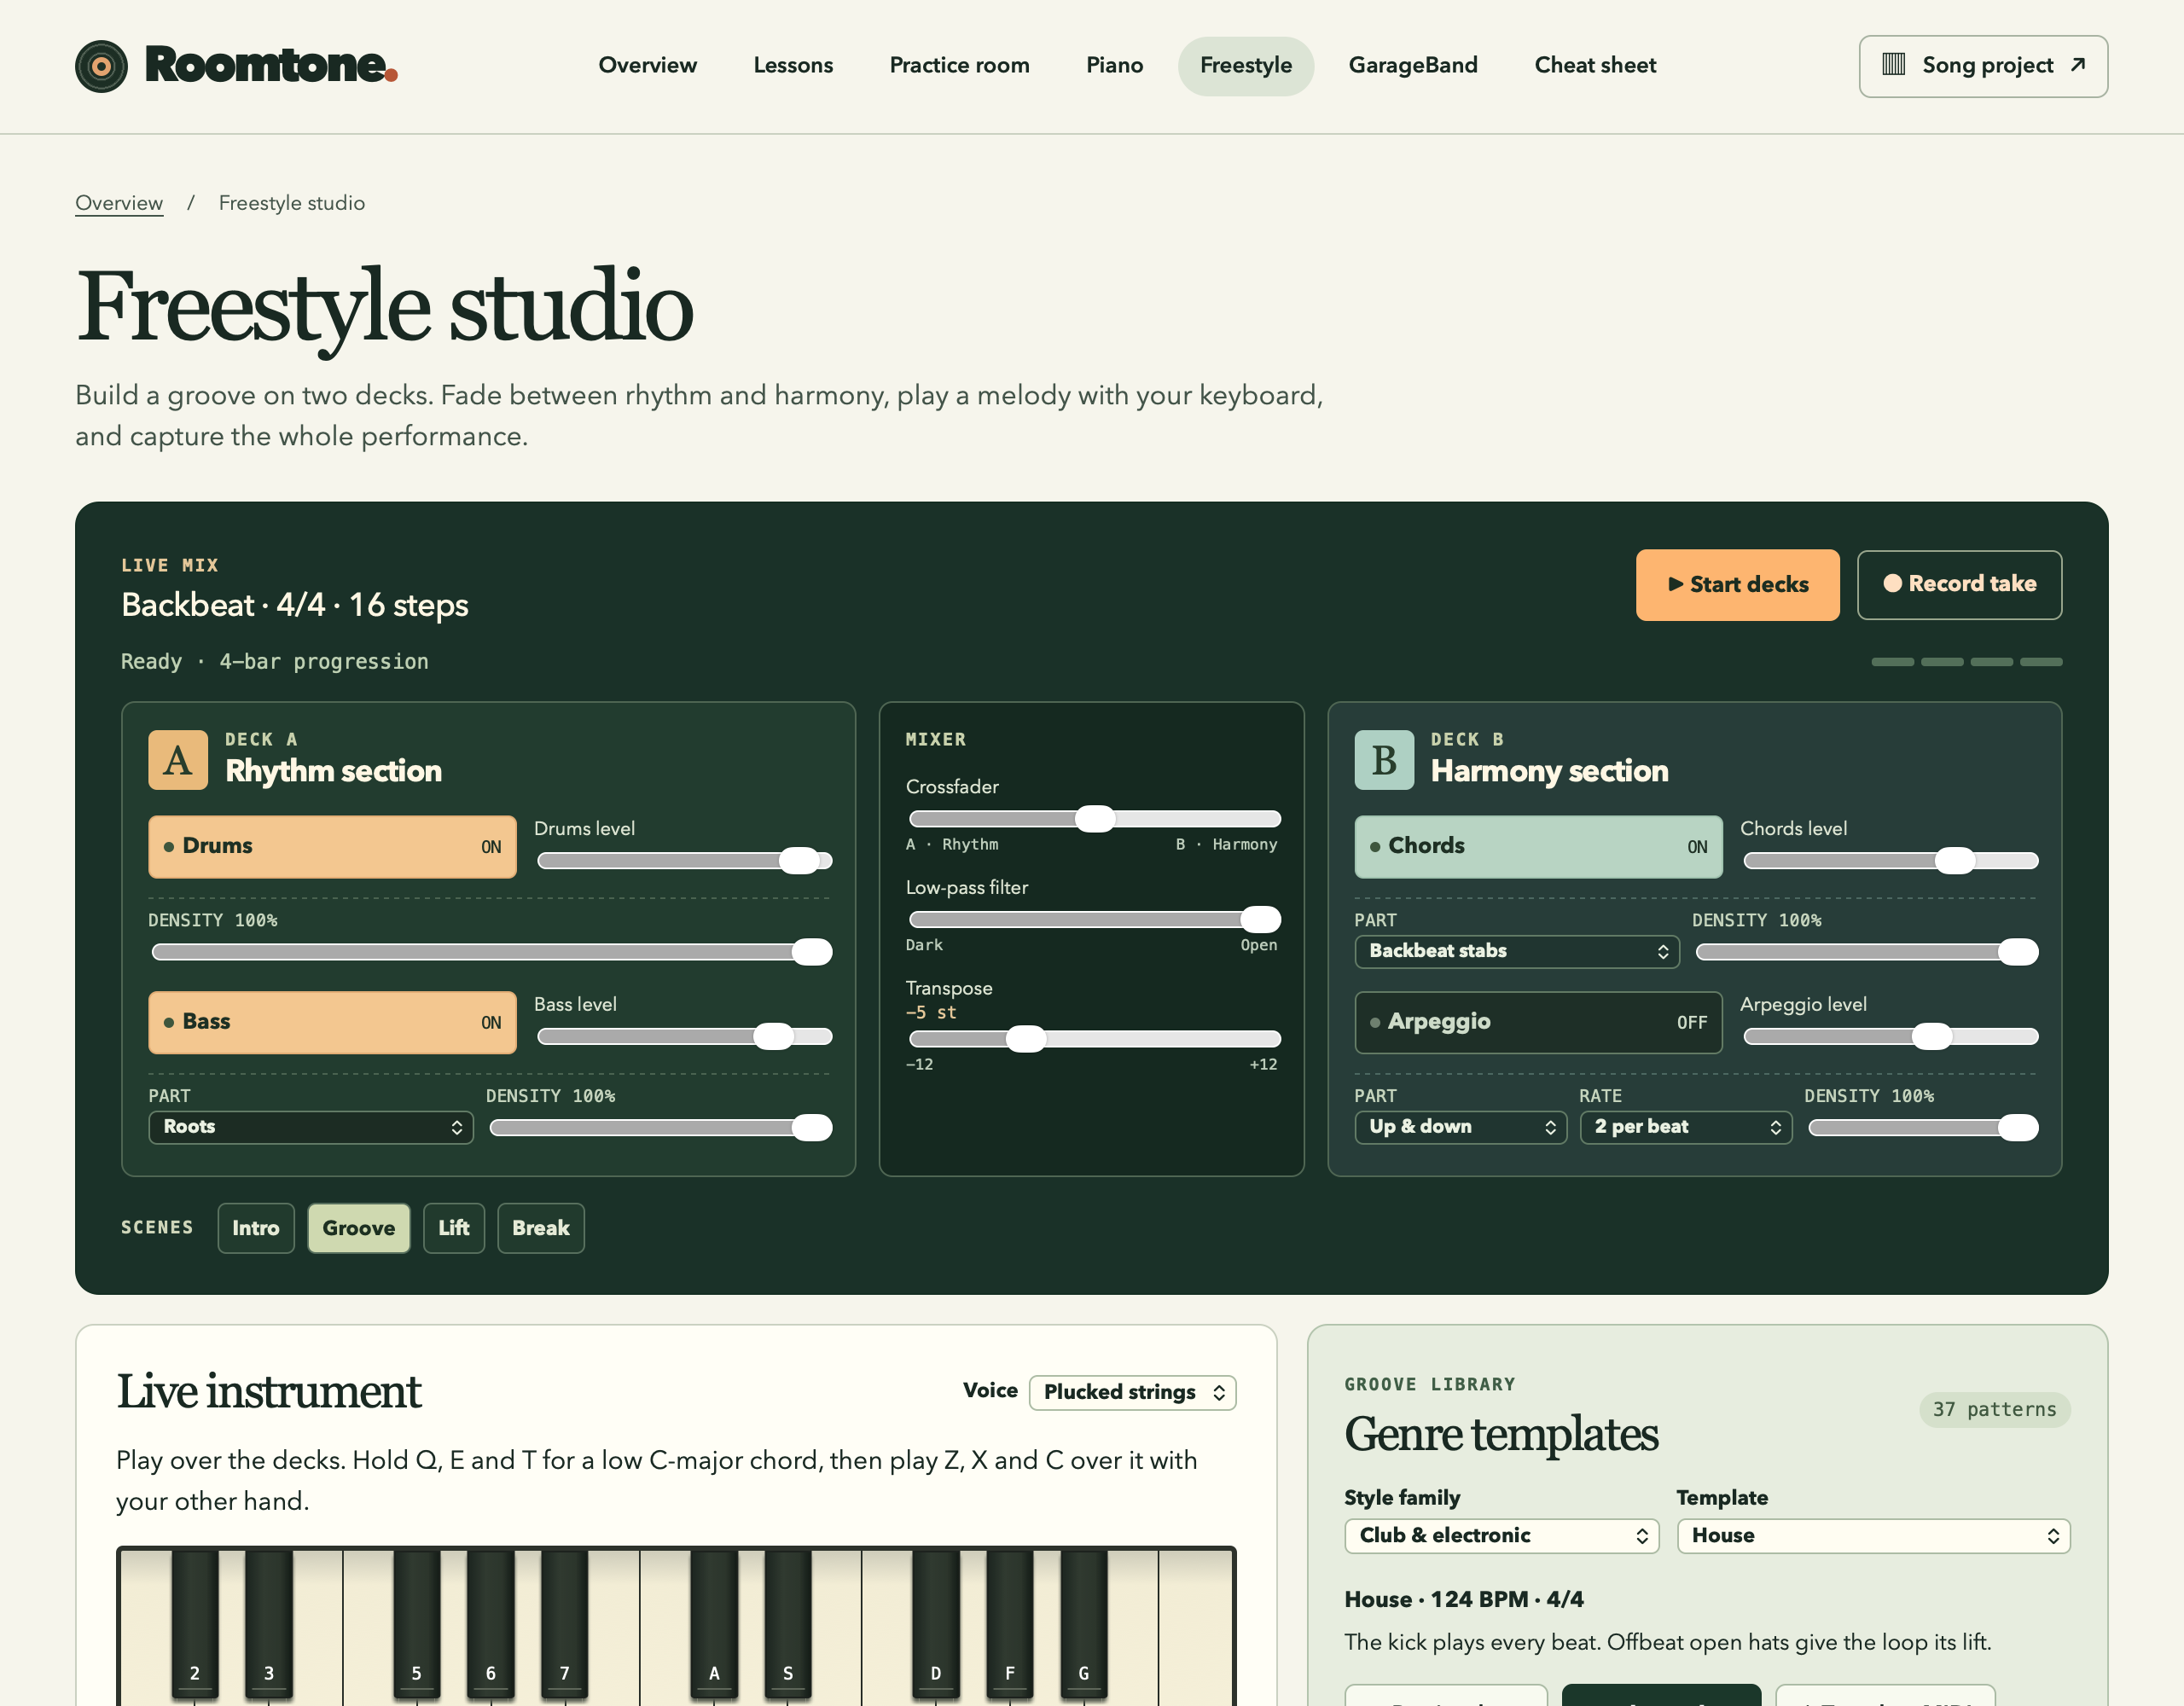 Roomtone.
Overview
Lessons
Practice room
Piano
Freestyle
GarageBand
Cheat sheet
Song project
Overview / Freestyle studio
Freestyle studio
Build a groove on two decks. Fade between rhythm and harmony, play a melody with your keyboard,
and capture the whole performance.
LIVE MIX
Backbeat · 4/4 · 16 steps
Start decks
Record take
Ready · 4-bar progression
A
DECK A
Rhythm section
Drums ON
Drums level
DENSITY 100%
Bass ON
Bass level
PART
Roots
DENSITY 100%
MIXER
Crossfader
A · Rhythm
B · Harmony
Low-pass filter
Dark
Open
Transpose
−5 st
−12
+12
B
DECK B
Harmony section
Chords ON
Chords level
PART
Backbeat stabs
DENSITY 100%
Arpeggio OFF
Arpeggio level
PART
Up & down
RATE
2 per beat
DENSITY 100%
SCENES
Intro
Groove
Lift
Break
Live instrument
Voice
Plucked strings
Play over the decks. Hold Q, E and T for a low C-major chord, then play Z, X and C over it with
your other hand.
2 3 5 6 7 A S D F G
GROOVE LIBRARY
Genre templates
37 patterns
Style family
Club & electronic
Template
House
House · 124 BPM · 4/4
The kick plays every beat. Offbeat open hats give the loop its lift.